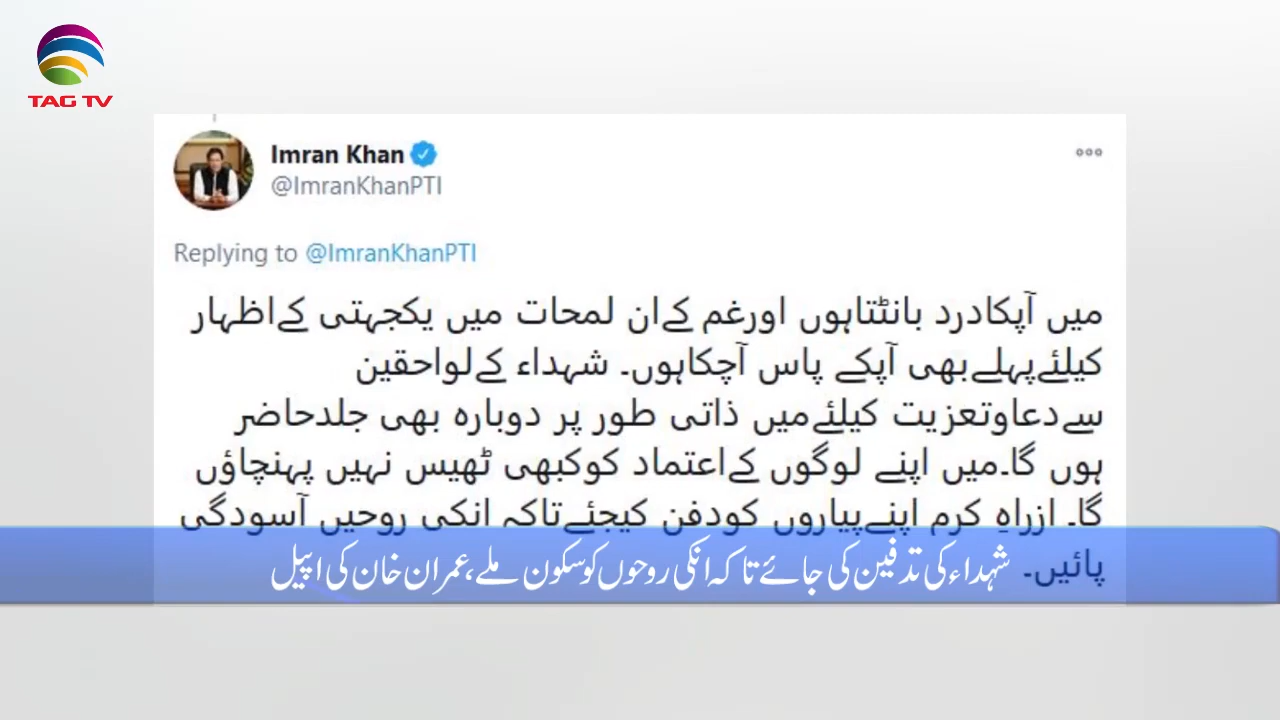 TAG TV
Imran Khan
@ImranKhanPTI
Replying to @ImranKhanPTI
میں آپکادرد بانٹتاہوں اورغم کےان لمحات میں یکجہتی کےاظہار
کیلئےپہلےبھی آپکے پاس آچکاہوں۔ شہداء کےلواحقین
سےدعاوتعزیت کیلئےمیں ذاتی طور پر دوبارہ بھی جلدحاضر
ہوں گا۔میں اپنے لوگوں کےاعتماد کوکبھی ٹھیس نہیں پہنچاؤں
گا۔ ازراہِ کرم اپنےپیاروں کودفن کیجئےتاکہ انکی روحیں آسودگی
پائیں۔
شہداء کی تدفین کی جائے تاکہ انکی روحوں کو سکون ملے، عمران خان کی اپیل